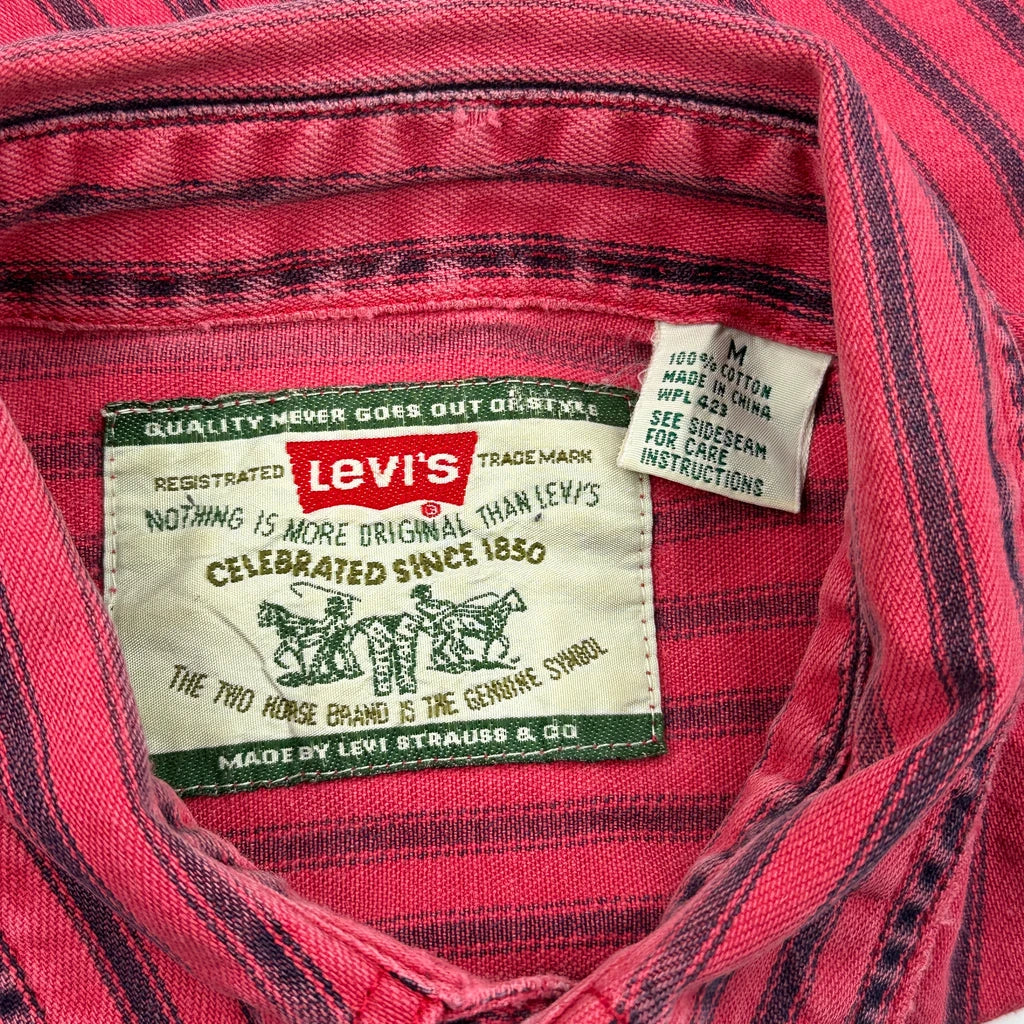 QUALITY NEVER GOES OUT OF STYLE
REGISTRATED LEVI'S TRADEMARK
®
NOTHING IS MORE ORIGINAL THAN LEVI'S
CELEBRATED SINCE 1850
THE TWO HORSE BRAND IS THE GENUINE SYMBOL
MADE BY LEVI STRAUSS & CO
M
100% COTTON
MADE IN CHINA
WPL 423
SEE SIDESEAM
FOR CARE
INSTRUCTIONS